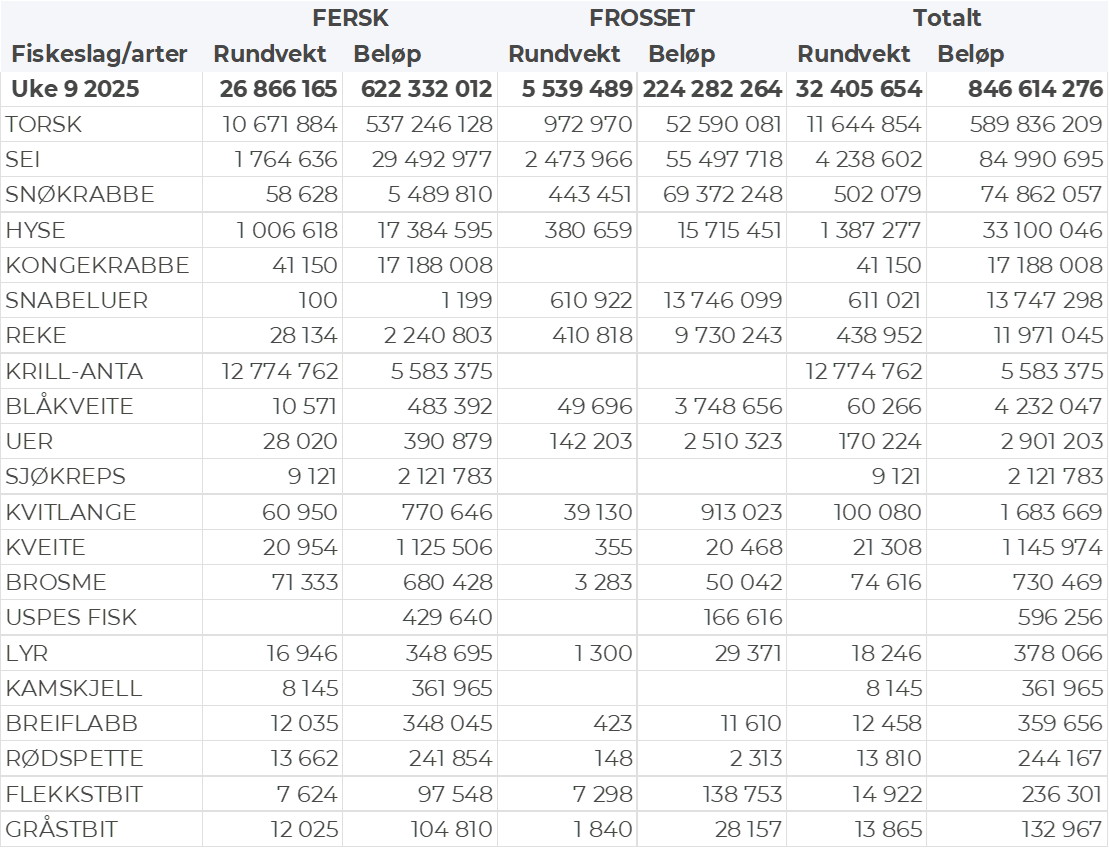 FERSK FROSSET Totalt
Fiskeslag/arter Rundvekt Beløp Rundvekt Beløp Rundvekt Beløp
Uke 9 2025 26 866 165 622 332 012 5 539 489 224 282 264 32 405 654 846 614 276
TORSK 10 671 884 537 246 128 972 970 52 590 081 11 644 854 589 836 209
SEI 1 764 636 29 492 977 2 473 966 55 497 718 4 238 602 84 990 695
SNØKRABBE 58 628 5 489 810 443 451 69 372 248 502 079 74 862 057
HYSE 1 006 618 17 384 595 380 659 15 715 451 1 387 277 33 100 046
KONGEKRABBE 41 150 17 188 008 41 150 17 188 008
SNABELUER 100 1 199 610 922 13 746 099 611 021 13 747 298
REKE 28 134 2 240 803 410 818 9 730 243 438 952 11 971 045
KRILL-ANTA 12 774 762 5 583 375 12 774 762 5 583 375
BLÅKVEITE 10 571 483 392 49 696 3 748 656 60 266 4 232 047
UER 28 020 390 879 142 203 2 510 323 170 224 2 901 203
SJØKREPS 9 121 2 121 783 9 121 2 121 783
KVITLANGE 60 950 770 646 39 130 913 023 100 080 1 683 669
KVEITE 20 954 1 125 506 355 20 468 21 308 1 145 974
BROSME 71 333 680 428 3 283 50 042 74 616 730 469
USPES FISK 429 640 166 616 596 256
LYR 16 946 348 695 1 300 29 371 18 246 378 066
KAMSKJELL 8 145 361 965 8 145 361 965
BREIFLABB 12 035 348 045 423 11 610 12 458 359 656
RØDSPETTE 13 662 241 854 148 2 313 13 810 244 167
FLEKKSTBIT 7 624 97 548 7 298 138 753 14 922 236 301
GRÅSTBIT 12 025 104 810 1 840 28 157 13 865 132 967